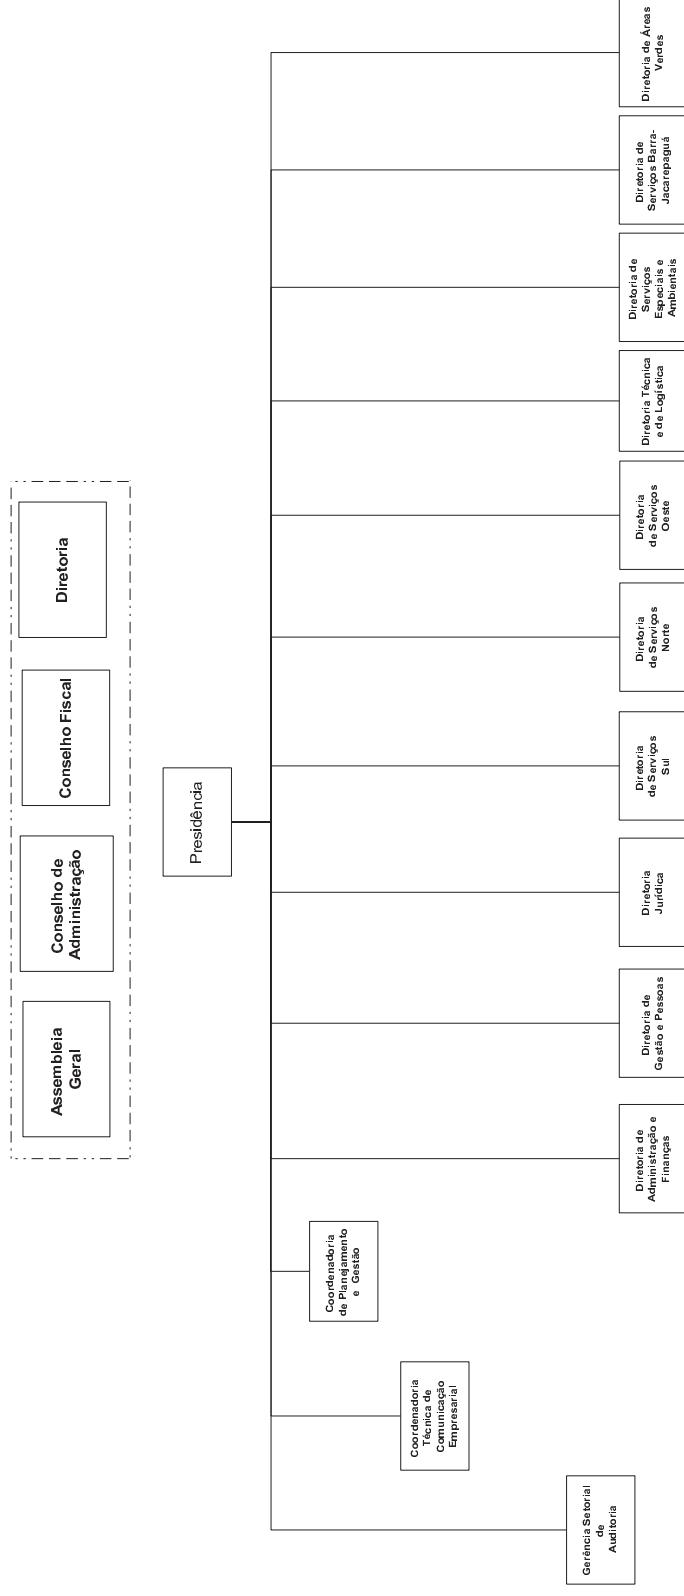 Assembleia
Geral
Conselho de
Administração
Conselho Fiscal
Diretoria
Presidência
Gerência Setorial
de
Auditoria
Coordenadoria
Técnica de
Comunicação
Empresarial
Coordenadoria
de Planejamento
e Gestão
Diretoria de
Administração e
Finanças
Diretoria de
Gestão e Pessoas
Diretoria
Jurídica
Diretoria
de Serviços
Sul
Diretoria
de Serviços
Norte
Diretoria
de Serviços
Oeste
Diretoria Técnica
e de Logística
Diretoria de
Serviços
Especiais e
Ambientais
Diretoria de
Serviços Barra-
Jacarepaguá
Diretoria de Áreas
Verdes